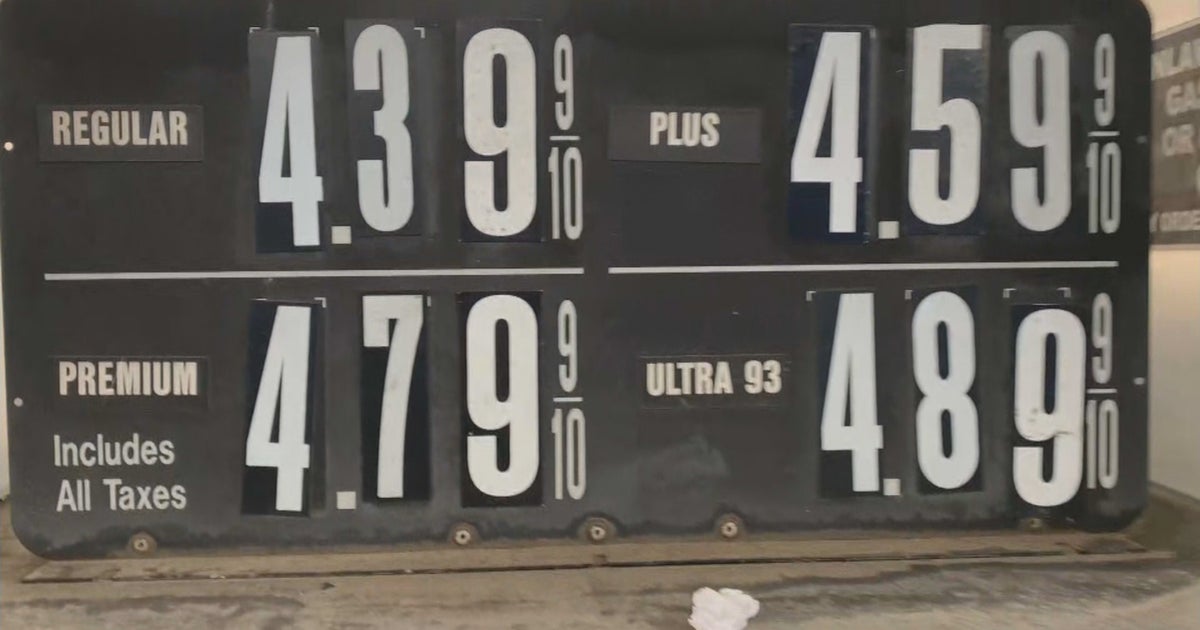 REGULAR 4.39 9/10
PLUS 4.59 9/10
PREMIUM 4.79 9/10
Includes
All Taxes
ULTRA 93 4.89 9/10